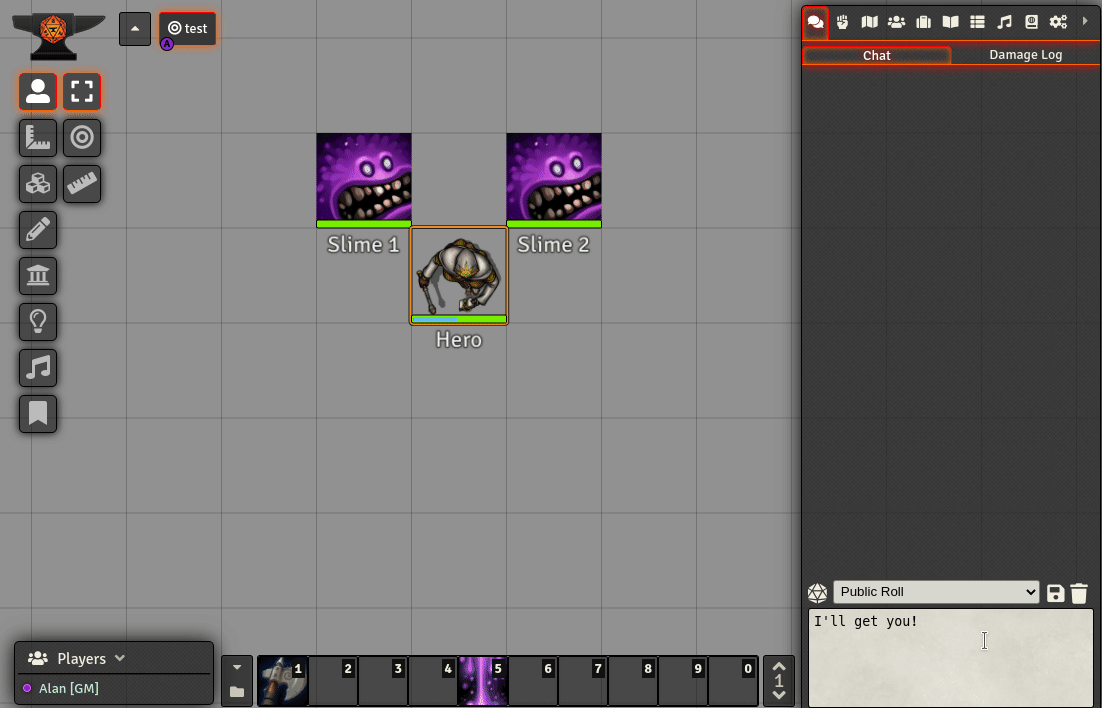 test
A
Chat
Damage Log
Slime 1
Slime 2
Hero
Public Roll
I'll get you!
Players
Alan [GM]
1
2
3
4
5
6
7
8
9
0
1